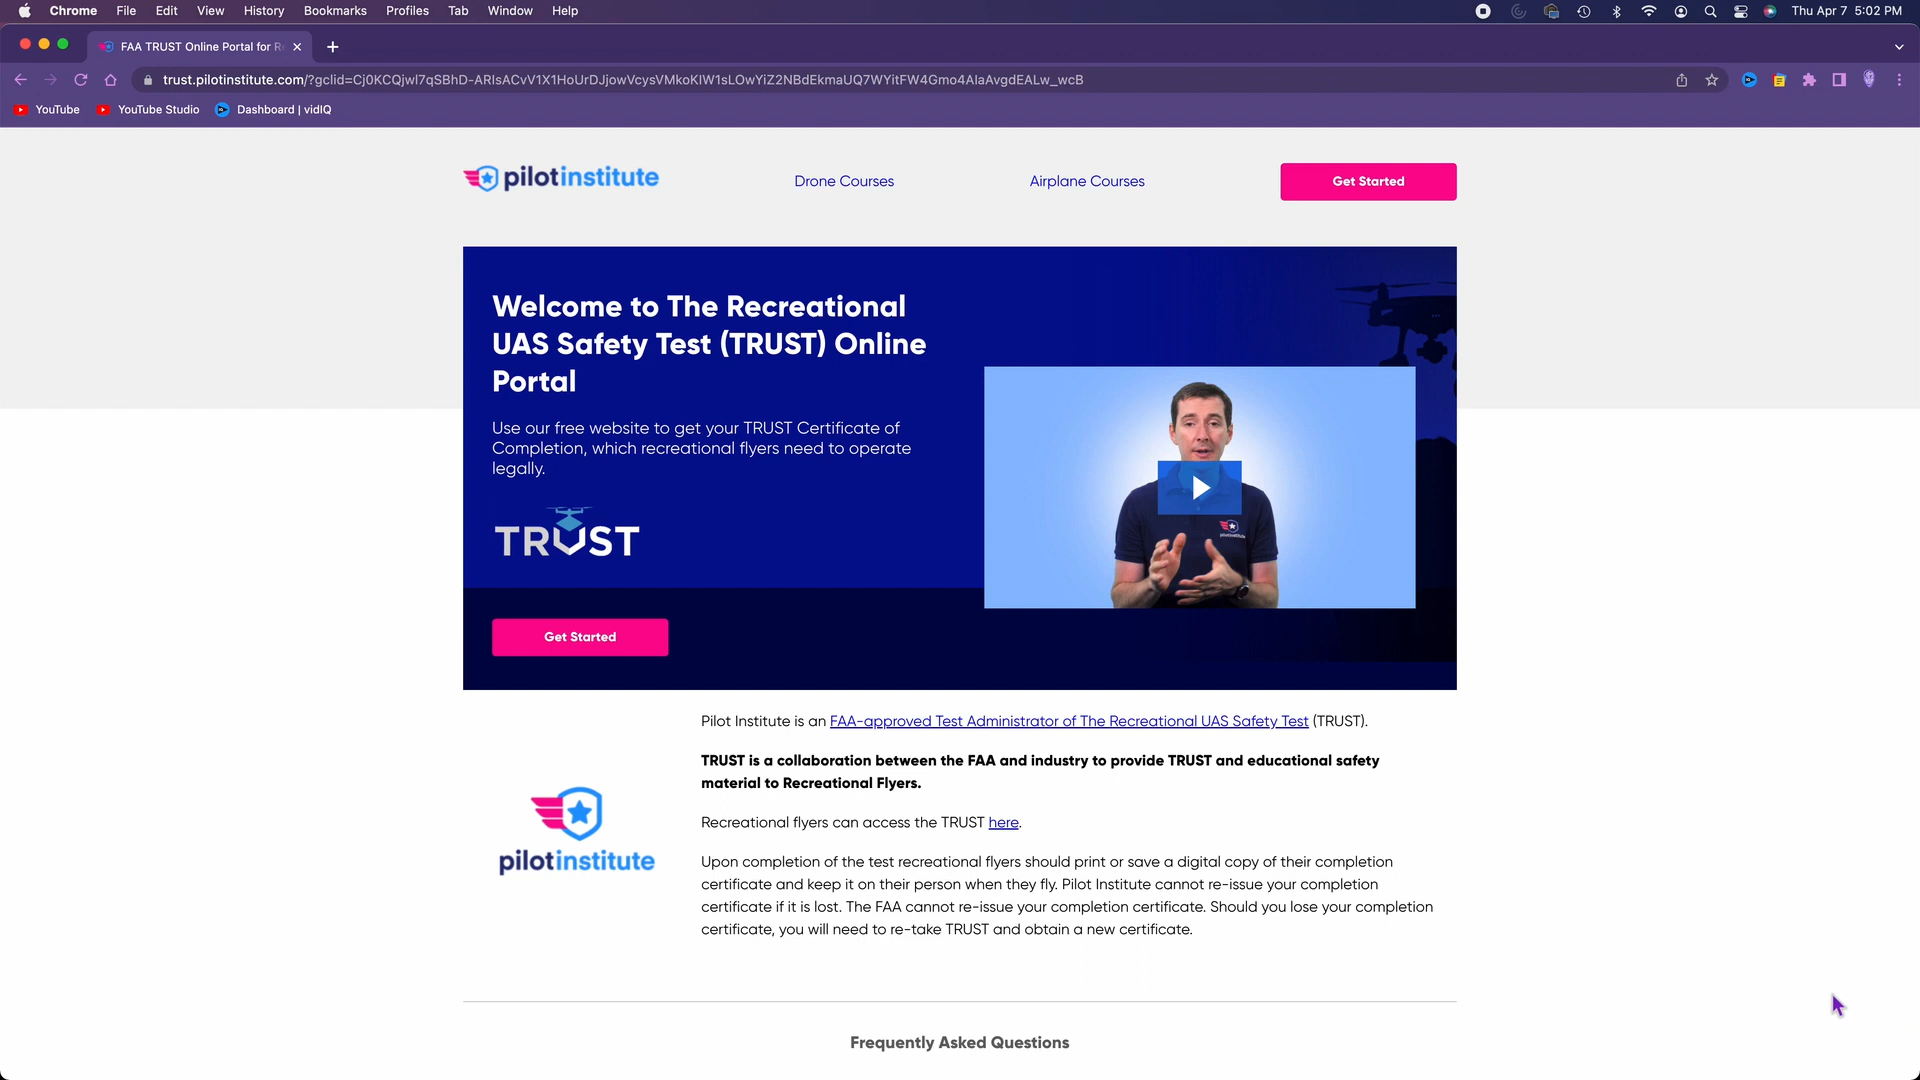 Chrome File Edit View History Bookmarks Profiles Tab Window Help Thu Apr 7 5:02 PM
FAA TRUST Online Portal for Re
trust.pilotinstitute.com/?gclid=Cj0KCQjwl7qSBhD-ARIsACvV1X1HoUrDJjowVcysVMkoKIW1sLOwYiZ2NBdEkmaUQ7WYitFW4Gmo4AIaAvgdEALw_wcB
YouTube YouTube Studio Dashboard | vidIQ
pilotinstitute Drone Courses Airplane Courses Get Started
Welcome to The Recreational
UAS Safety Test (TRUST) Online
Portal
Use our free website to get your TRUST Certificate of
Completion, which recreational flyers need to operate
legally.
TRUST
pilotinstitute
Get Started
Pilot Institute is an FAA-approved Test Administrator of The Recreational UAS Safety Test (TRUST).
TRUST is a collaboration between the FAA and industry to provide TRUST and educational safety
material to Recreational Flyers.
Recreational flyers can access the TRUST here.
pilotinstitute
Upon completion of the test recreational flyers should print or save a digital copy of their completion
certificate and keep it on their person when they fly. Pilot Institute cannot re-issue your completion
certificate if it is lost. The FAA cannot re-issue your completion certificate. Should you lose your completion
certificate, you will need to re-take TRUST and obtain a new certificate.
Frequently Asked Questions